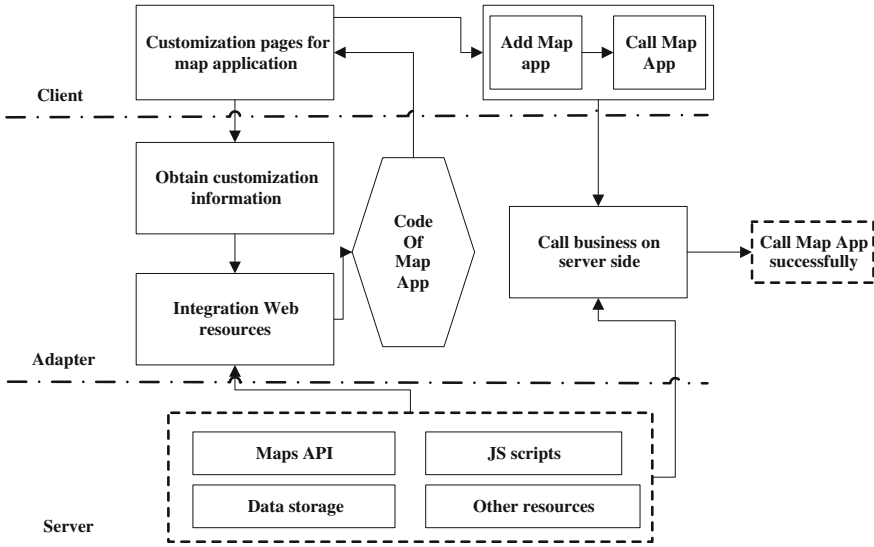 Customization pages for
map application
Add Map
app
Call Map
App
Client
Obtain customization
information
Code
Of
Map
App
Call business on
server side
Call Map App
successfully
Integration Web
resources
Adapter
Maps API
JS scripts
Data storage
Other resources
Server